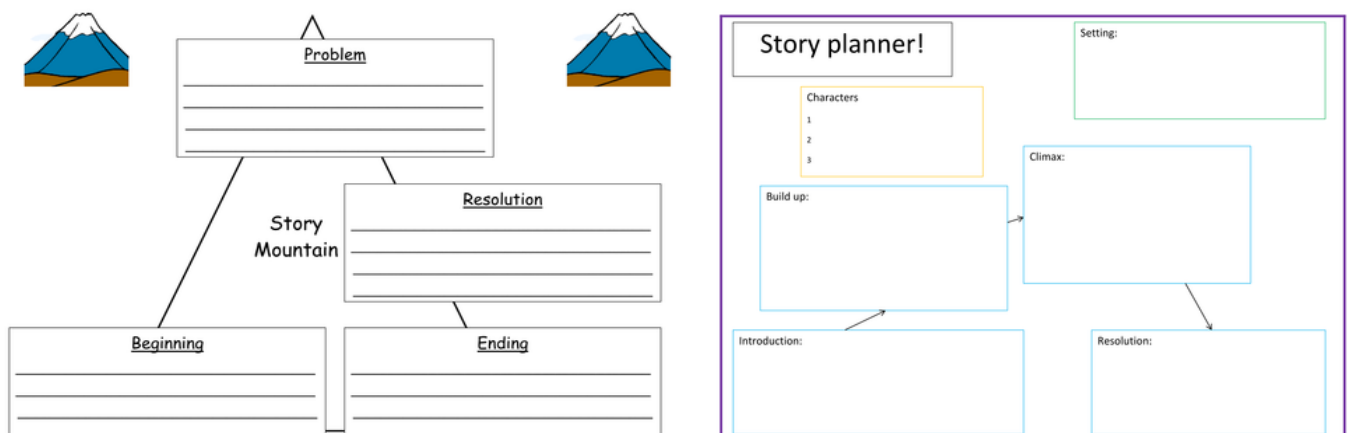 Problem
Resolution
Story
Mountain
Beginning
Ending
Story planner!
Setting:
Characters
1
2
3
Climax:
Build up:
Introduction:
Resolution: